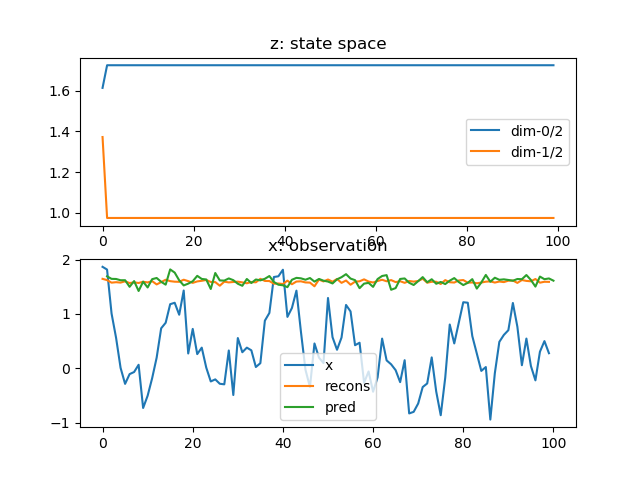 z: state space
1.6
1.4
1.2
1.0
dim-0/2
dim-1/2
0 20 40 60 80 100
x: observation
2
1
0
−1
x
recons
pred
0 20 40 60 80 100